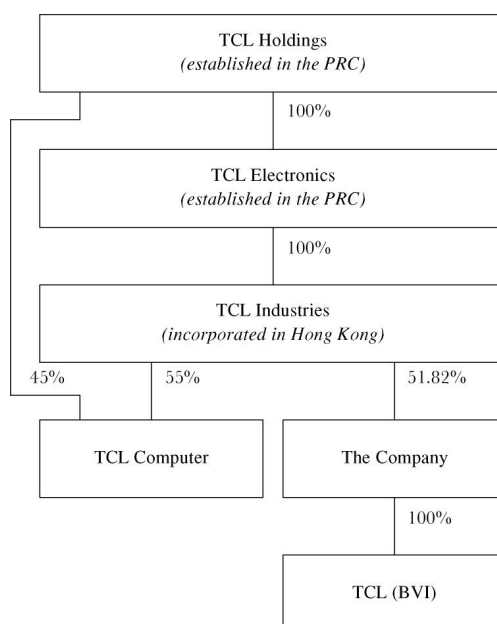 TCL Holdings
(established in the PRC)
100%
TCL Electronics
(established in the PRC)
100%
TCL Industries
(incorporated in Hong Kong)
45%
55%
51.82%
TCL Computer
The Company
100%
TCL (BVI)